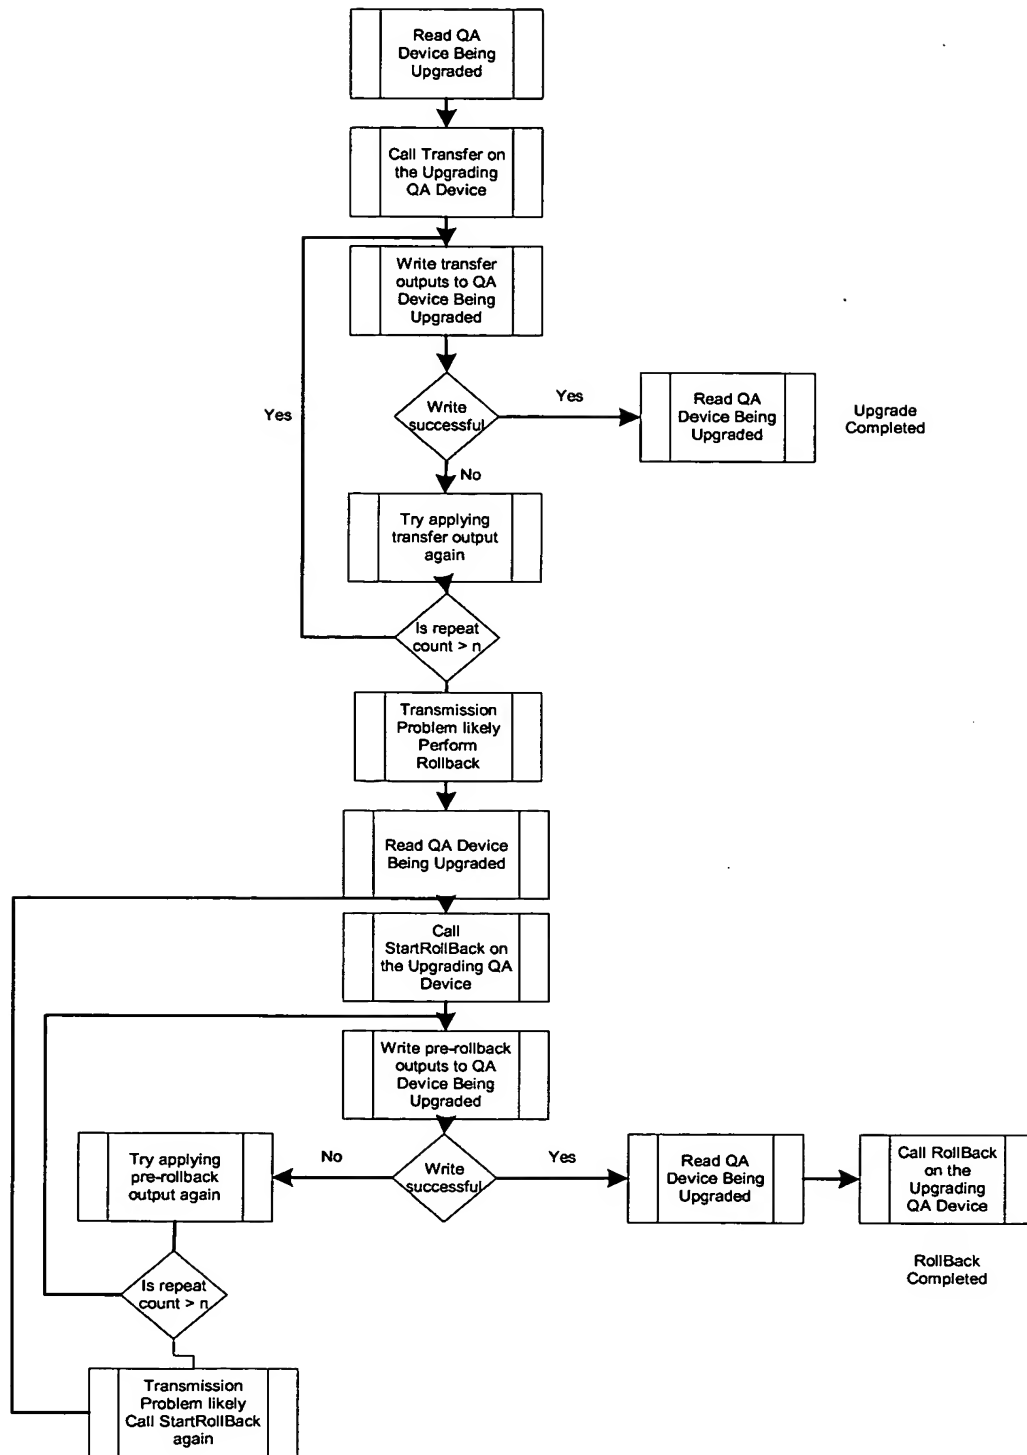 Read QA
Device Being
Upgraded
Call Transfer on
the Upgrading
QA Device
Write transfer
outputs to QA
Device Being
Upgraded
Write
successful
Yes
Read QA
Device Being
Upgraded
Upgrade
Completed
Yes
No
Try applying
transfer output
again
Is repeat
count > n
Transmission
Problem likely
Perform
Rollback
Read QA Device
Being Upgraded
Call
StartRollBack on
the Upgrading QA
Device
Write pre-rollback
outputs to QA
Device Being
Upgraded
Write
successful
No
Try applying
pre-rollback
output again
Yes
Read QA
Device Being
Upgraded
Call RollBack
on the
Upgrading
QA Device
RollBack
Completed
Is repeat
count > n
Transmission
Problem likely
Call StartRollBack
again